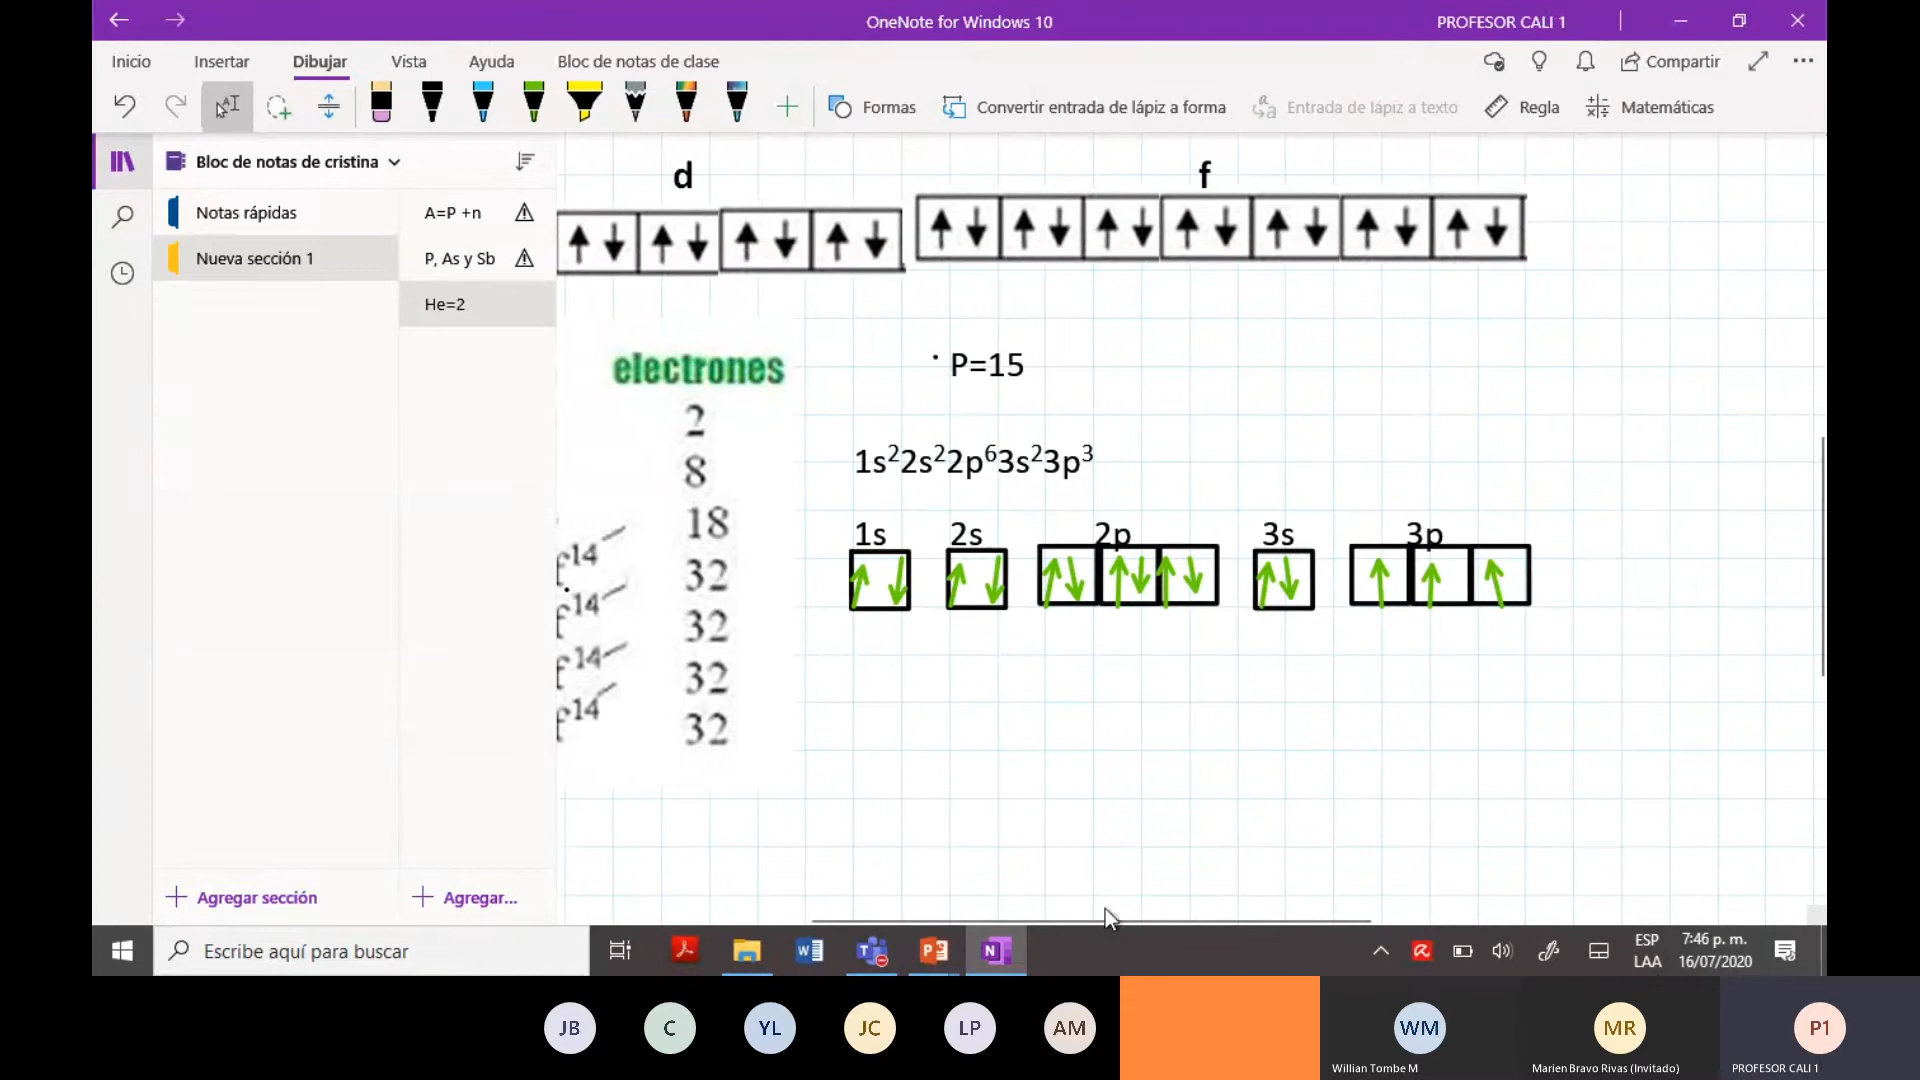 OneNote for Windows 10
PROFESOR CALI 1
Inicio
Insertar
Dibujar
Vista
Ayuda
Bloc de notas de clase
Compartir
Formas
Convertir entrada de lápiz a forma
Entrada de lápiz a texto
Regla
Matemáticas
Bloc de notas de cristina
Notas rápidas
Nueva sección 1
A=P +n
P, As y Sb
He=2
Agregar sección
Agregar...
d
f
electrones
2
8
18
32
32
32
32
f14
f14
f14
f14
P=15
1s²2s²2p⁶3s²3p³
1s 2s 2p 3s 3p
Escribe aquí para buscar
ESP
LAA
7:46 p. m.
16/07/2020
JB
C
YL
JC
LP
AM
WM
Willian Tombe M
MR
Marien Bravo Rivas (Invitado)
P1
PROFESOR CALI 1